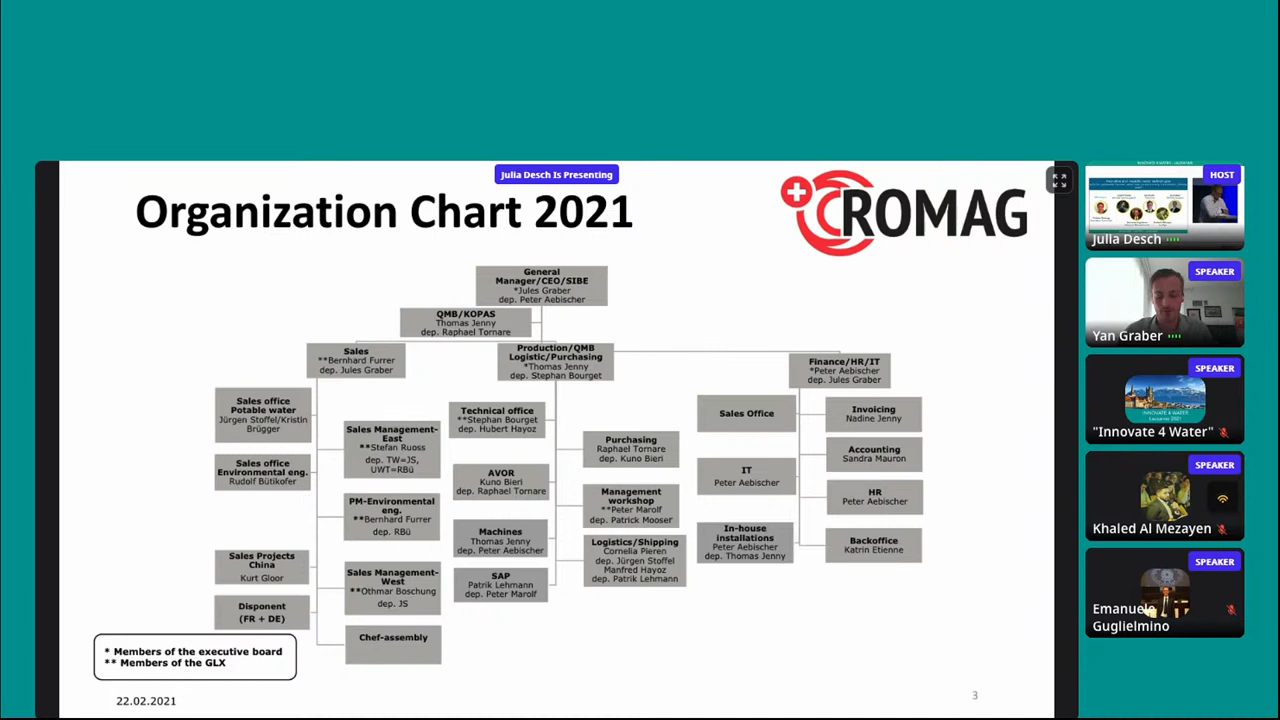 Julia Desch Is Presenting
Organization Chart 2021
CROMAG
General
Manager/CEO/SIBE
*Jules Graber
dep. Peter Aebischer
QMB/KOPAS
Thomas Jenny
dep. Raphael Tornare
Sales
**Bernhard Furrer
dep. Jules Graber
Production/QMB
Logistic/Purchasing
*Thomas Jenny
dep. Stephan Bourget
Finance/HR/IT
*Peter Aebischer
dep. Jules Graber
Sales office
Potable water
Jürgen Stoffel/Kristin
Brügger
Sales Management-
East
**Stefan Ruoss
dep. TW=JS,
UWT=RBü
Sales office
Environmental eng.
Rudolf Bütikofer
PM-Environmental
eng.
**Bernhard Furrer
dep. RBü
Sales Projects
China
Kurt Gloor
Sales Management-
West
**Othmar Boschung
dep. JS
Disponent
(FR + DE)
Chef-assembly
Technical office
**Stephan Bourget
dep. Hubert Hayoz
Purchasing
Raphael Tornare
dep. Kuno Bieri
AVOR
Kuno Bieri
dep. Raphael Tornare
Management
workshop
**Peter Marolf
dep. Patrick Mooser
Machines
Thomas Jenny
dep. Peter Aebischer
Logistics/Shipping
Cornelia Pieren
dep. Jürgen Stoffel
Manfred Hayoz
dep. Patrik Lehmann
SAP
Patrik Lehmann
dep. Peter Marolf
Sales Office
Invoicing
Nadine Jenny
IT
Peter Aebischer
Accounting
Sandra Mauron
HR
Peter Aebischer
In-house
installations
Peter Aebischer
dep. Thomas Jenny
Backoffice
Katrin Etienne
* Members of the executive board
** Members of the GLX
22.02.2021
3
HOST
Julia Desch
SPEAKER
Yan Graber
SPEAKER
INNOVATE 4 WATER
Lausanne 2021
"Innovate 4 Water"
SPEAKER
Khaled Al Mezayen
SPEAKER
Emanuele
Guglielmino